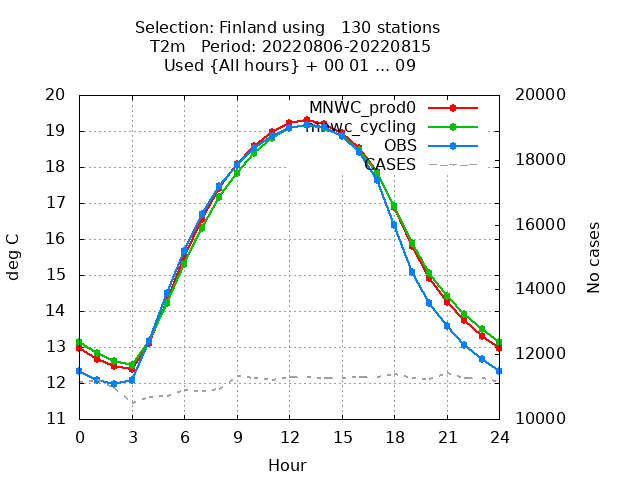 Selection: Finland using   130 stations
T2m   Period: 20220806-20220815
Used {All hours} + 00 01 ... 09
20
19
18
17
16
15
14
13
12
11
deg C
MNWC_prod0
mnwc_cycling
OBS
CASES
20000
18000
16000
14000
12000
10000
No cases
0 3 6 9 12 15 18 21 24
Hour